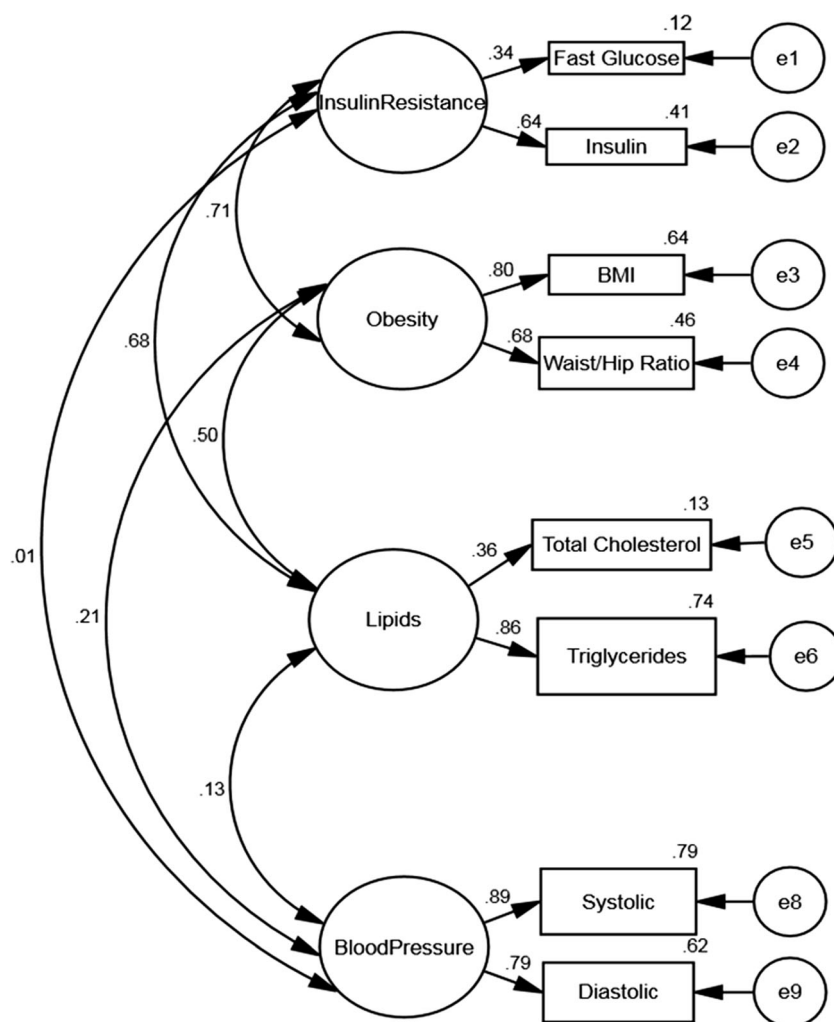 .12
.34
Fast Glucose
e1
InsulinResistance
.41
.64
Insulin
e2
.71
.64
.80
BMI
e3
Obesity
.46
.68
Waist/Hip Ratio
e4
.68
.50
.13
.36
Total Cholesterol
e5
.01
.21
Lipids
.74
.86
Triglycerides
e6
.13
.79
.89
Systolic
e8
BloodPressure
.62
.79
Diastolic
e9